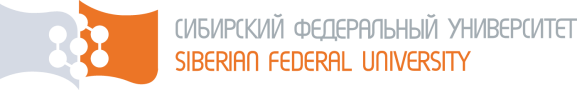 СИБИРСКИЙ ФЕДЕРАЛЬНЫЙ УНИВЕРСИТЕТ
SIBERIAN FEDERAL UNIVERSITY